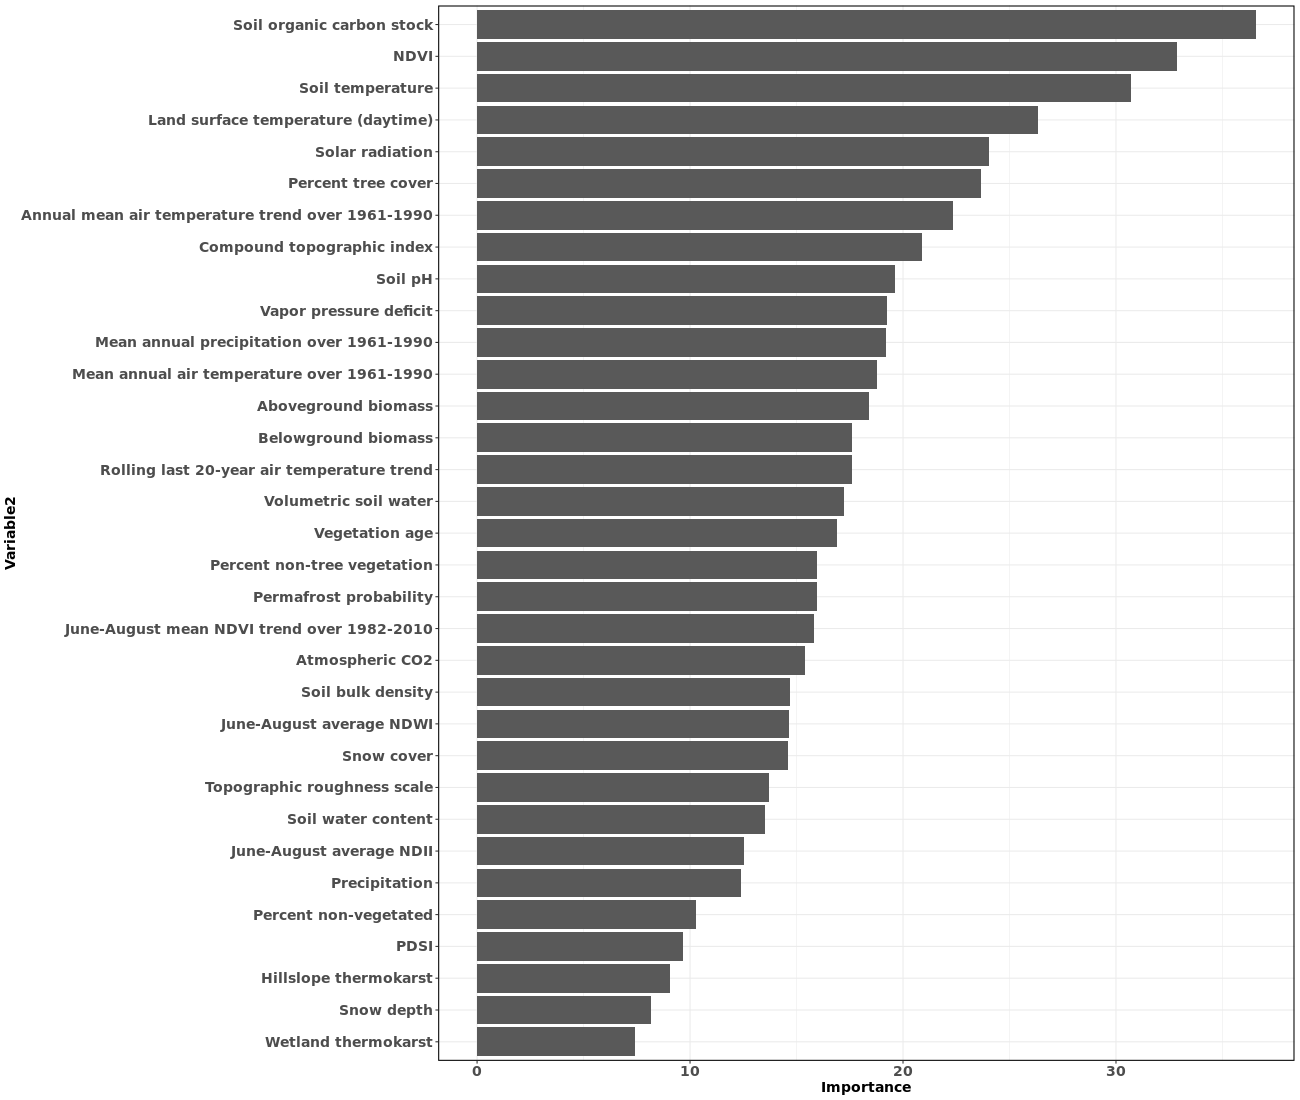 Soil organic carbon stock
NDVI
Soil temperature
Land surface temperature (daytime)
Solar radiation
Percent tree cover
Annual mean air temperature trend over 1961-1990
Compound topographic index
Soil pH
Vapor pressure deficit
Mean annual precipitation over 1961-1990
Mean annual air temperature over 1961-1990
Aboveground biomass
Belowground biomass
Rolling last 20-year air temperature trend
Volumetric soil water
Vegetation age
Percent non-tree vegetation
Permafrost probability
June-August mean NDVI trend over 1982-2010
Atmospheric CO2
Soil bulk density
June-August average NDWI
Snow cover
Topographic roughness scale
Soil water content
June-August average NDII
Precipitation
Percent non-vegetated
PDSI
Hillslope thermokarst
Snow depth
Wetland thermokarst
Variable2
0 10 20 30
Importance